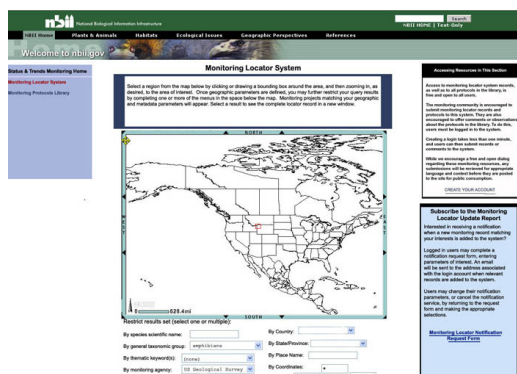 nbii National Biological Information Infrastructure
Search
NBII HOME | Text-Only
NBII Home Plants & Animals Habitats Ecological Issues Geographic Perspectives References
Welcome to nbii.gov
Status & Trends Monitoring Home
Monitoring Locator System
Monitoring Protocols Library
Monitoring Locator System
Select a region from the map below by clicking or drawing a bounding box around the area, and then zooming in, as
desired, to the area of interest. Once geographic parameters are defined, you may further restrict your query results
by completing one or more of the menus in the space below the map. Monitoring projects matching your geographic
and metadata parameters will appear. Select a result to see the complete locator record in a new window.
NORTH
WEST
EAST
0 628.4mi
SOUTH
Restrict results set (select one or multiple):
By species scientific name:
By general taxonomic group: amphibians
By thematic keyword(s): (none)
By monitoring agency: US Geological Survey
By Country:
By State/Province:
By Place Name:
By Coordinates:
Accessing Resources in This Section
Access to monitoring locator system records,
as well as to all protocols in the library, is
free and open to all users.
The monitoring community is encouraged to
submit monitoring locator records and
protocols to this system. They are also
encouraged to offer comments or observations
about the protocols in the library. To do this,
users must be logged in to the system.
Creating a login takes less than one minute,
and users can then submit records or
comments to the system.
While we encourage a free and open dialog
regarding these monitoring resources, any
submissions will be reviewed for appropriate
language and control before they are posted
to the site for public consumption.
CREATE YOUR ACCOUNT
Subscribe to the Monitoring
Locator Update Report
Interested in receiving a notification
when a new monitoring record matching
your interests is added to the system?
Logged in users may complete a
notification request form, entering
parameters of interest. An email
will be sent to the address associated
with the login account when relevant
records are added to the system.
Users may change their notification
parameters, or cancel the notification
service, by returning to the request
form and making the appropriate
selections.
Monitoring Locator Notification
Request Form